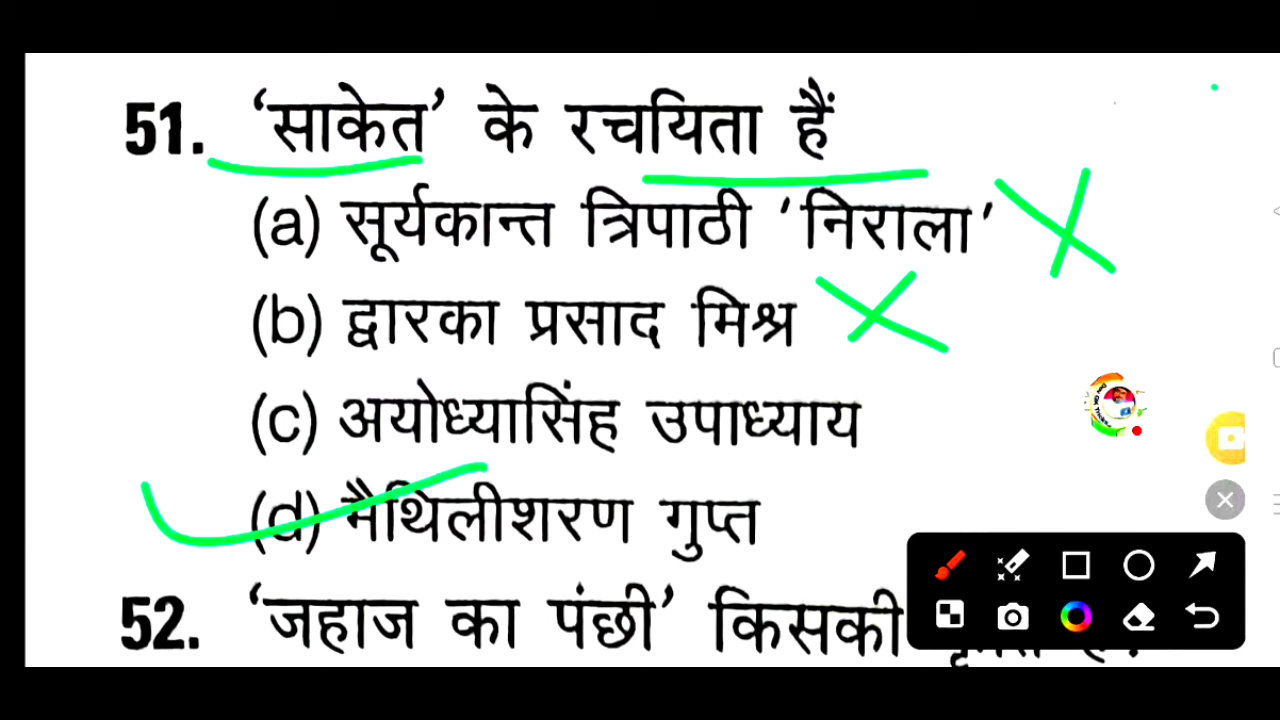 51. ‘साकेत’ के रचयिता हैं
(a) सूर्यकान्त त्रिपाठी ’निराला’
(b) द्वारका प्रसाद मिश्र
(c) अयोध्यासिंह उपाध्याय
(d) मैथिलीशरण गुप्त
52. ‘जहाज का पंछी’ किसकी